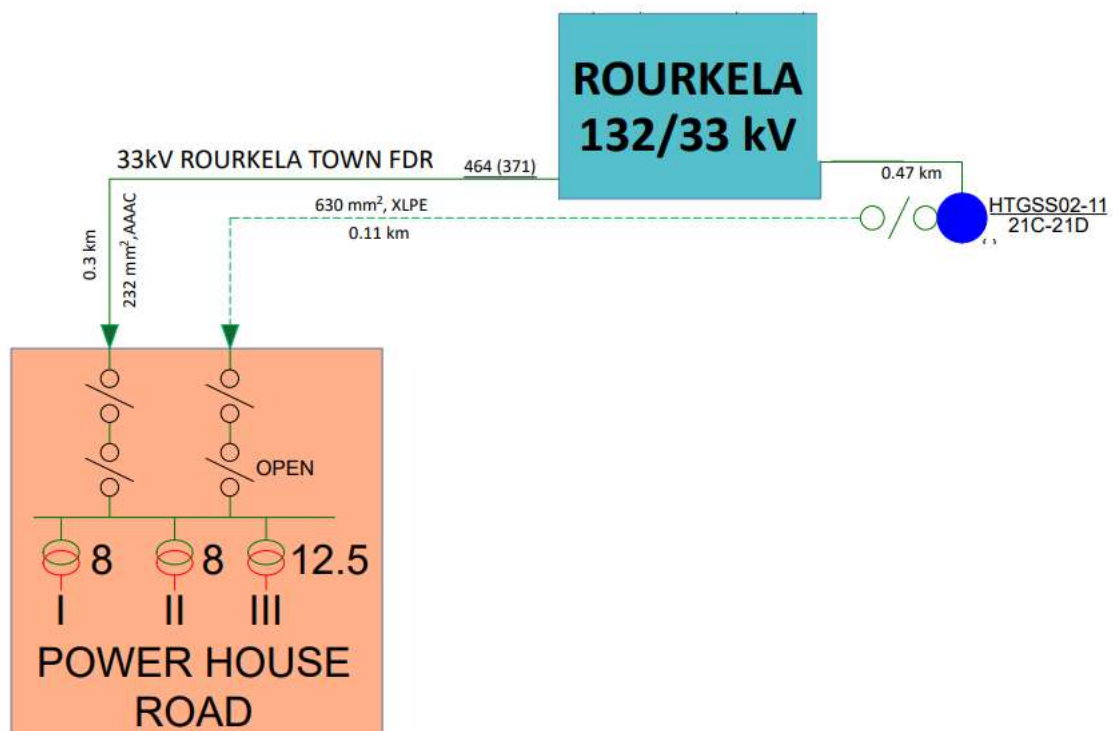 ROURKELA
132/33 kV
33kV ROURKELA TOWN FDR
464 (371)
0.47 km
630 mm², XLPE
0.11 km
HTGSS02-11
21C-21D
0.3 km
232 mm²,AAAC
OPEN
8
8
12.5
I
II
III
POWER HOUSE
ROAD